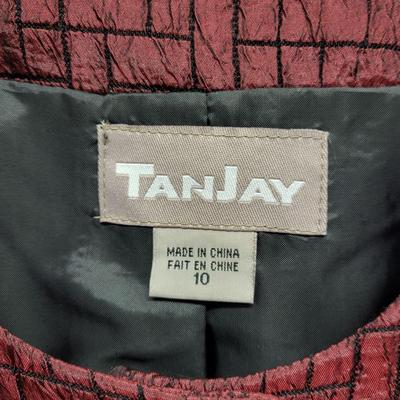 TANJAY
MADE IN CHINA
FAIT EN CHINE
10